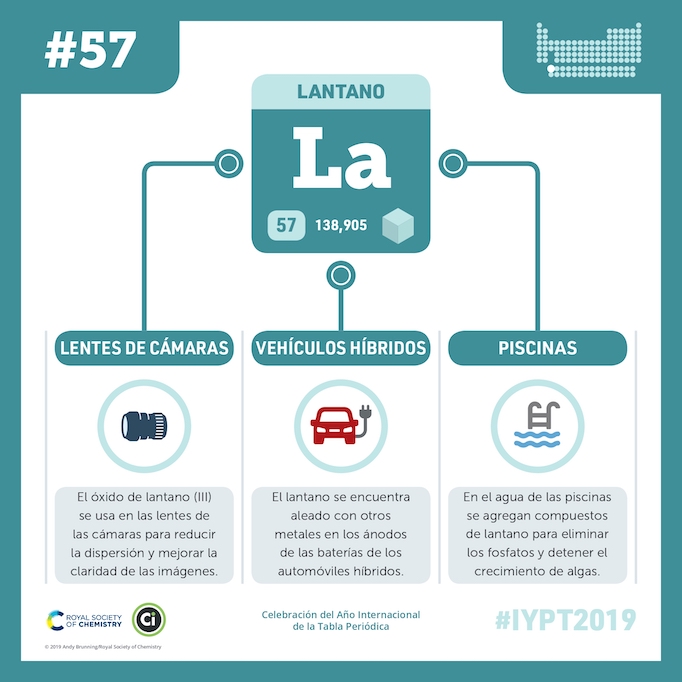 #57
LANTANO
La
57
138,905
LENTES DE CÁMARAS
El óxido de lantano (III)
se usa en las lentes de
las cámaras para reducir
la dispersión y mejorar la
claridad de las imágenes.
VEHÍCULOS HÍBRIDOS
El lantano se encuentra
aleado con otros
metales en los ánodos
de las baterías de los
automóviles híbridos.
PISCINAS
En el agua de las piscinas
se agregan compuestos
de lantano para eliminar
los fosfatos y detener el
crecimiento de algas.
ROYAL SOCIETY
OF CHEMISTRY
Ci
Celebración del Año Internacional
de la Tabla Periódica
#IYPT2019
© 2019 Andy Brunning/Royal Society of Chemistry